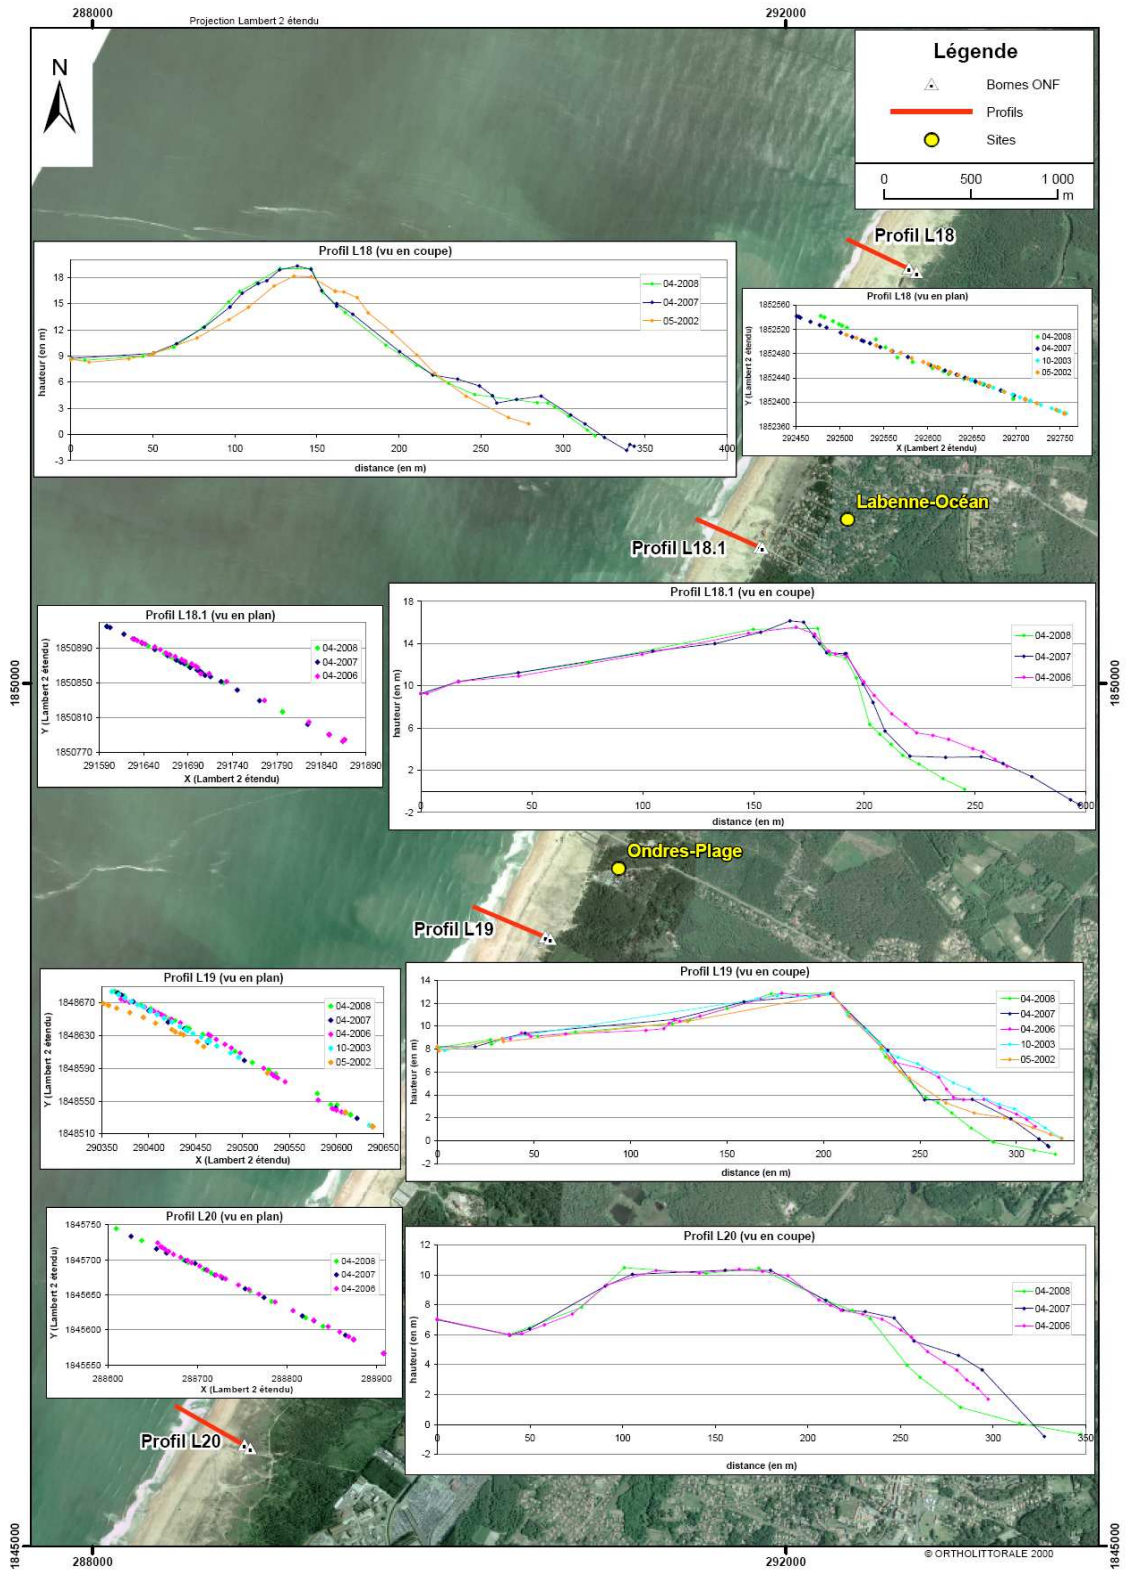 288000
Projection Lambert 2 étendu
292000
N
Légende
Bornes ONF
Profils
Sites
0 500 1 000
m
Profil L18
Profil L18 (vu en coupe)
hauteur (en m)
18
15
12
9
6
3
0
-3
0 50 100 150 200 250 300 350 400
distance (en m)
04-2008
04-2007
05-2002
Profil L18 (vu en plan)
Y (Lambert 2 étendu)
1852560
1852520
1852480
1852440
1852400
1852360
292450 292500 292550 292600 292650 292700 292750
X (Lambert 2 étendu)
04-2008
04-2007
10-2003
05-2002
Labenne-Océan
Profil L18.1
Profil L18.1 (vu en plan)
Y (Lambert 2 étendu)
1850890
1850850
1850810
1850770
291590 291640 291690 291740 291790 291840 291890
X (Lambert 2 étendu)
04-2008
04-2007
04-2006
Profil L18.1 (vu en coupe)
hauteur (en m)
18
14
10
6
2
-2
0 50 100 150 200 250 300
distance (en m)
04-2008
04-2007
04-2006
1850000
1850000
Ondres-Plage
Profil L19
Profil L19 (vu en plan)
Y (Lambert 2 étendu)
1848670
1848630
1848590
1848550
1848510
290350 290400 290450 290500 290550 290600 290650
X (Lambert 2 étendu)
04-2008
04-2007
04-2006
10-2003
05-2002
Profil L19 (vu en coupe)
hauteur (en m)
14
12
10
8
6
4
2
0
-2
0 50 100 150 200 250 300
distance (en m)
04-2008
04-2007
04-2006
10-2003
05-2002
Profil L20 (vu en plan)
Y (Lambert 2 étendu)
1845750
1845700
1845650
1845600
1845550
288600 288700 288800 288900
X (Lambert 2 étendu)
04-2008
04-2007
04-2006
Profil L20 (vu en coupe)
hauteur (en m)
12
10
8
6
4
2
0
-2
0 50 100 150 200 250 300 350
distance (en m)
04-2008
04-2007
04-2006
Profil L20
1845000
1845000
© ORTHOLITTORALE 2000
288000
292000